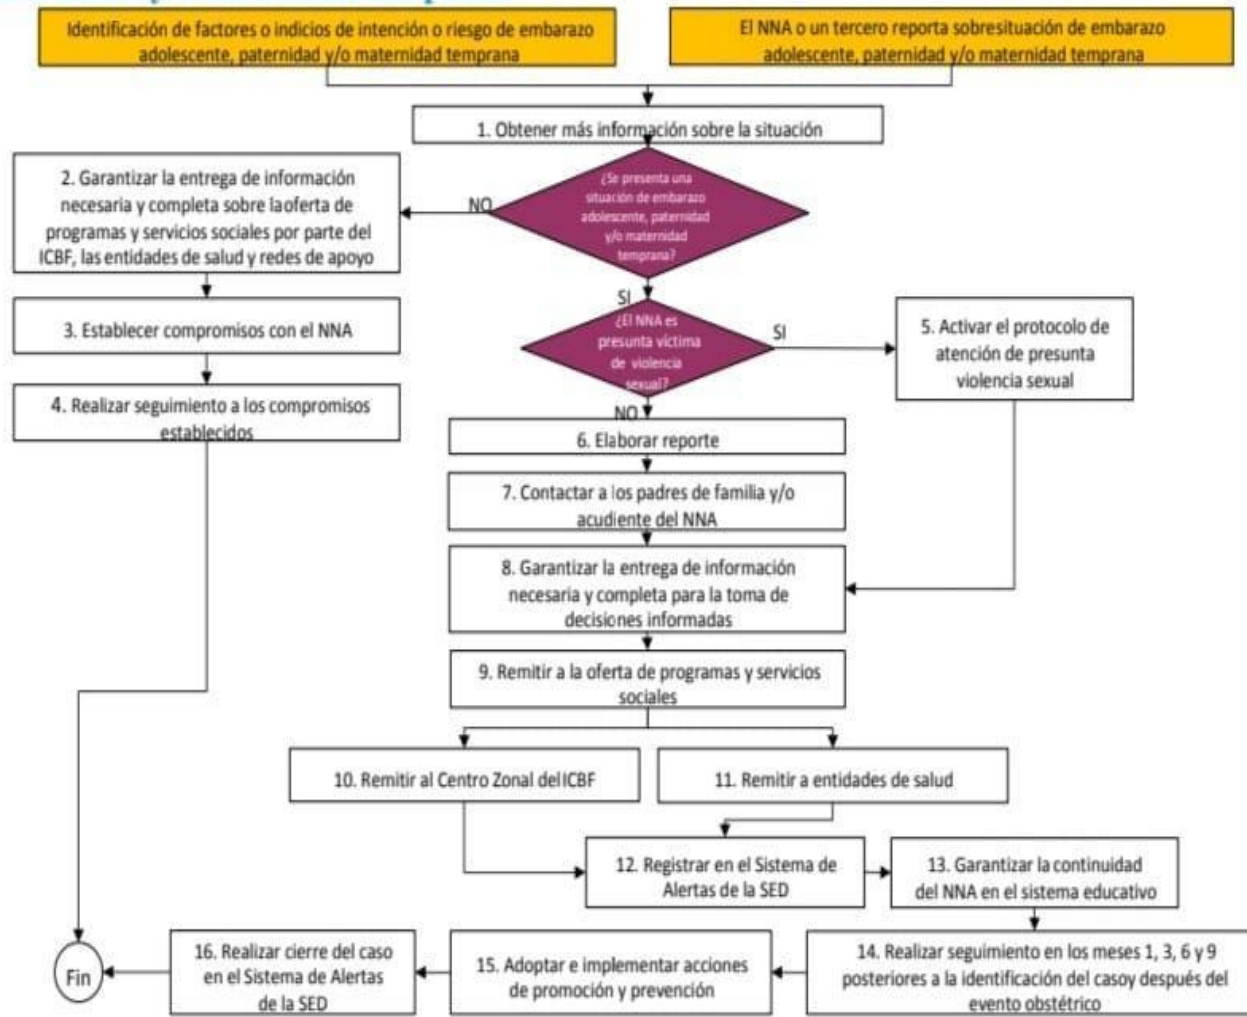 Identificación de factores o indicios de intención o riesgo de embarazo
adolescente, paternidad y/o maternidad temprana
El NNA o un tercero reporta sobresituación de embarazo
adolescente, paternidad y/o maternidad temprana
1. Obtener más información sobre la situación
¿Se presenta una
situación de embarazo
adolescente, paternidad
y/o maternidad
temprana?
NO
2. Garantizar la entrega de información
necesaria y completa sobre laoferta de
programas y servicios sociales por parte del
ICBF, las entidades de salud y redes de apoyo
3. Establecer compromisos con el NNA
4. Realizar seguimiento a los compromisos
establecidos
SI
¿El NNA es
presunta víctima
de violencia
sexual?
SI
5. Activar el protocolo de
atención de presunta
violencia sexual
NO
6. Elaborar reporte
7. Contactar a los padres de familia y/o
acudiente del NNA
8. Garantizar la entrega de información
necesaria y completa para la toma de
decisiones informadas
9. Remitir a la oferta de programas y servicios
sociales
10. Remitir al Centro Zonal delICBF
11. Remitir a entidades de salud
12. Registrar en el Sistema de
Alertas de la SED
13. Garantizar la continuidad
del NNA en el sistema educativo
14. Realizar seguimiento en los meses 1, 3, 6 y 9
posteriores a la identificación del casoy después del
evento obstétrico
15. Adoptar e implementar acciones
de promoción y prevención
16. Realizar cierre del caso
en el Sistema de Alertas
de la SED
Fin